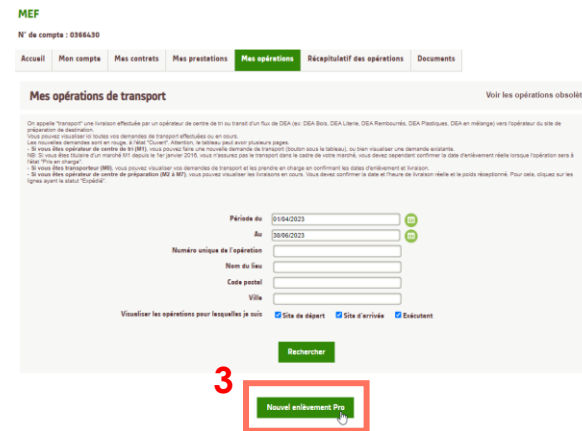 MEF
N° de compte : 0366430
Accueil Mon compte Mes contrats Mes prestations Mes opérations Récapitulatif des opérations Documents
Mes opérations de transport
Voir les opérations obsolèt
On appelle "transport" une livraison effectuée par un opérateur de centre de tri ou transit d'un flux de DEA (ex: DEA Bois, DEA Literie, DEA Rembourrés, DEA Plastiques, DEA en mélange) vers l'opérateur du site de
préparation de destination.
Vous pouvez visualiser ici toutes vos demandes de transport effectuées ou en cours.
Les nouvelles demandes sont en rouge, à l'état "Ouvert". Attention, le tableau peut avoir plusieurs pages.
- Si vous êtes opérateur de centre de tri (M1), vous pouvez faire une nouvelle demande de transport (bouton sous le tableau), ou bien visualiser une demande existante.
NB: Si vous êtes titulaire d'un marché M1 depuis le 1er janvier 2016, vous n'assurez pas le transport dans le cadre de votre marché, vous devez cependant confirmer la date d'enlèvement réelle lorsque l'opération sera à
l'état "Pris en charge".
- Si vous êtes transporteur (M8), vous pouvez visualiser vos demandes de transport et les prendre en charge en confirmant les dates d'enlèvement et livraison.
- Si vous êtes opérateur de centre de préparation (M2 à M7), vous pouvez visualiser les livraisons en cours. Vous devez confirmer la date et l'heure de livraison réelle et le poids réceptionné. Pour cela, cliquez sur les
lignes ayant le statut "Expédié".
Période du 01/04/2023
Au 30/06/2023
Numéro unique de l'opération
Nom du lieu
Code postal
Ville
Visualiser les opérations pour lesquelles je suis Site de départ Site d'arrivée Exécutant
Rechercher
3
Nouvel enlèvement Pro